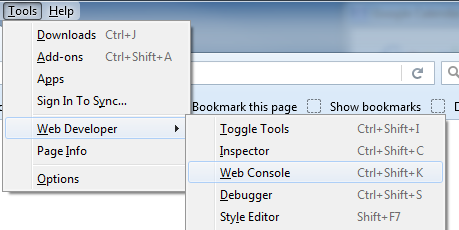 Tools Help
Downloads Ctrl+J
Add-ons Ctrl+Shift+A
Apps
Sign In To Sync...
Bookmark this page Show bookmarks
Web Developer
Toggle Tools Ctrl+Shift+I
Page Info
Inspector Ctrl+Shift+C
Web Console Ctrl+Shift+K
Options
Debugger Ctrl+Shift+S
Style Editor Shift+F7